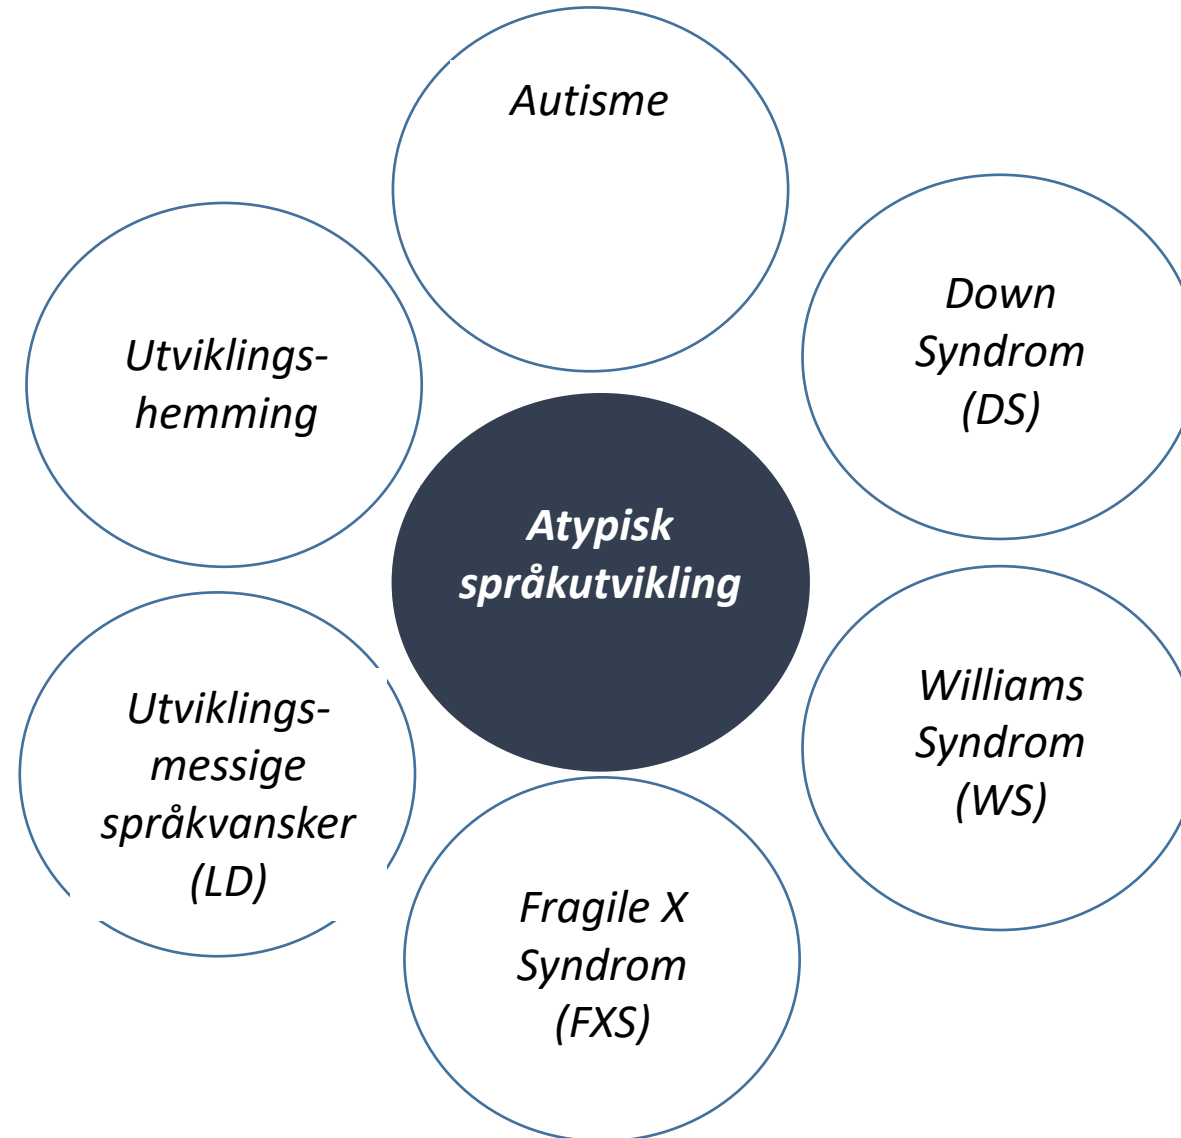 Autisme
Down
Syndrom
(DS)
Utviklings-
hemming
Atypisk
språkutvikling
Williams
Syndrom
(WS)
Utviklings-
messige
språkvansker
(LD)
Fragile X
Syndrom
(FXS)